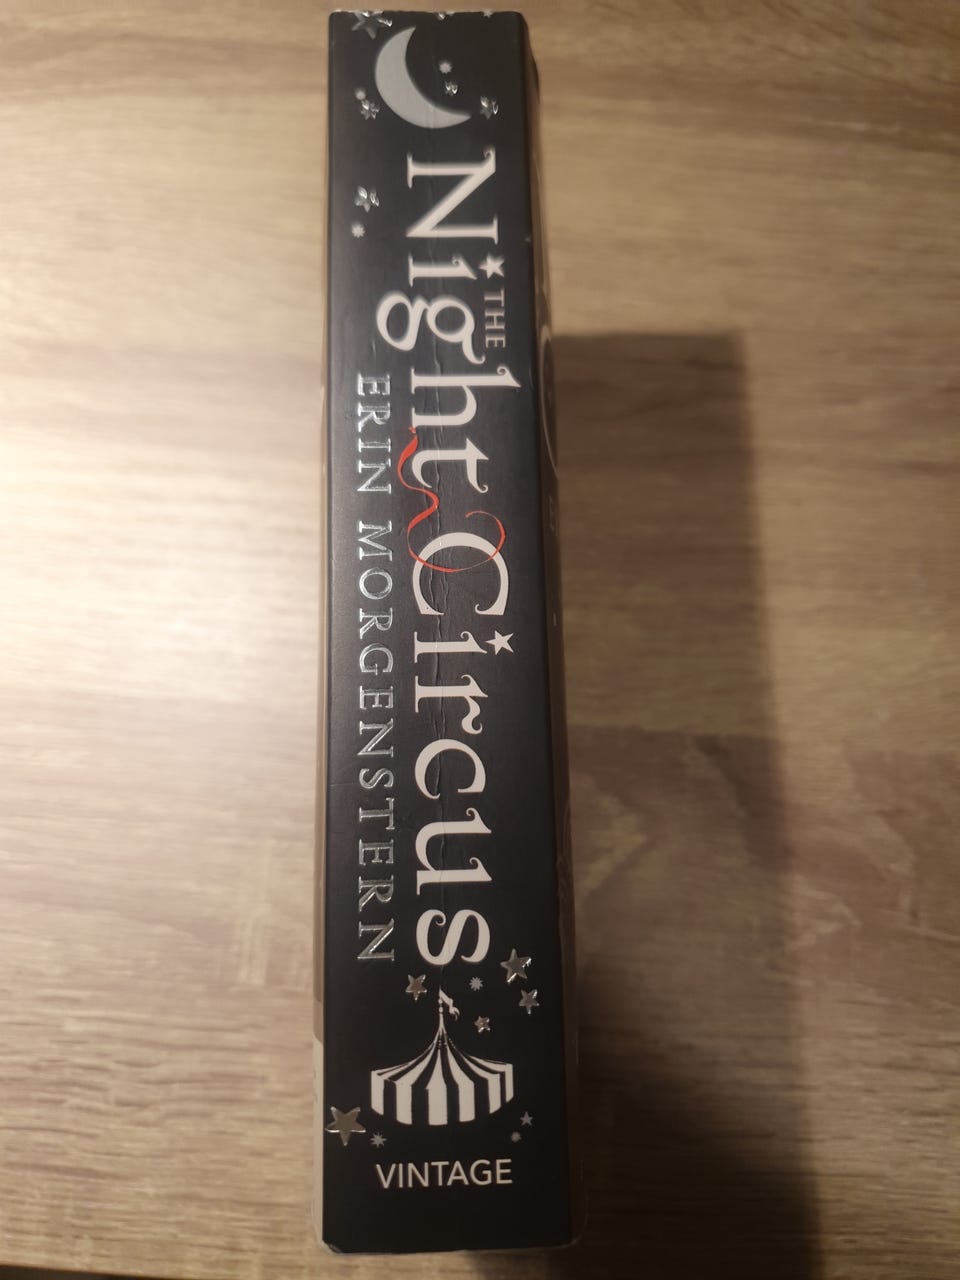 THE
Night Circus
ERIN MORGENSTERN
VINTAGE